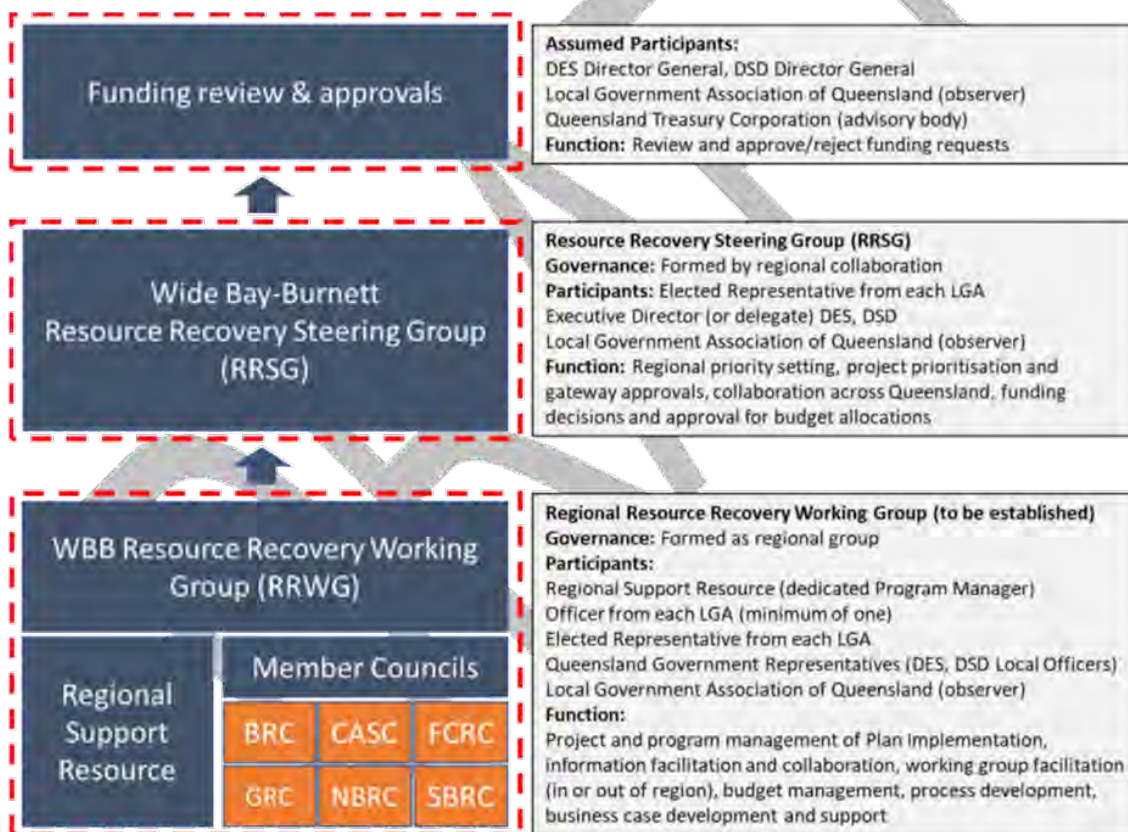 Funding review & approvals
Assumed Participants:
DES Director General, DSD Director General
Local Government Association of Queensland (observer)
Queensland Treasury Corporation (advisory body)
Function: Review and approve/reject funding requests
Wide Bay-Burnett
Resource Recovery Steering Group
(RRSG)
Resource Recovery Steering Group (RRSG)
Governance: Formed by regional collaboration
Participants: Elected Representative from each LGA
Executive Director (or delegate) DES, DSD
Local Government Association of Queensland (observer)
Function: Regional priority setting, project prioritisation and
gateway approvals, collaboration across Queensland, funding
decisions and approval for budget allocations
WBB Resource Recovery Working
Group (RRWG)
Regional
Support
Resource
Member Councils
BRC CASC FCRC
GRC NBRC SBRC
Regional Resource Recovery Working Group (to be established)
Governance: Formed as regional group
Participants:
Regional Support Resource (dedicated Program Manager)
Officer from each LGA (minimum of one)
Elected Representative from each LGA
Queensland Government Representatives (DES, DSD Local Officers)
Local Government Association of Queensland (observer)
Function:
Project and program management of Plan Implementation,
information facilitation and collaboration, working group facilitation
(in or out of region), budget management, process development,
business case development and support